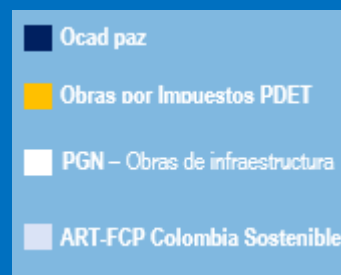 Ocad paz
Obras por Impuestos PDET
PGN – Obras de infraestructura
ART-FCP Colombia Sostenible